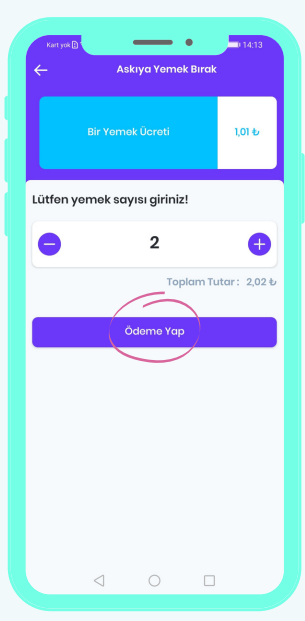 Kart yok 14:13
Askıya Yemek Bırak
Bir Yemek Ücreti 1,01 ₺
Lütfen yemek sayısı giriniz!
2
Toplam Tutar : 2,02 ₺
Ödeme Yap